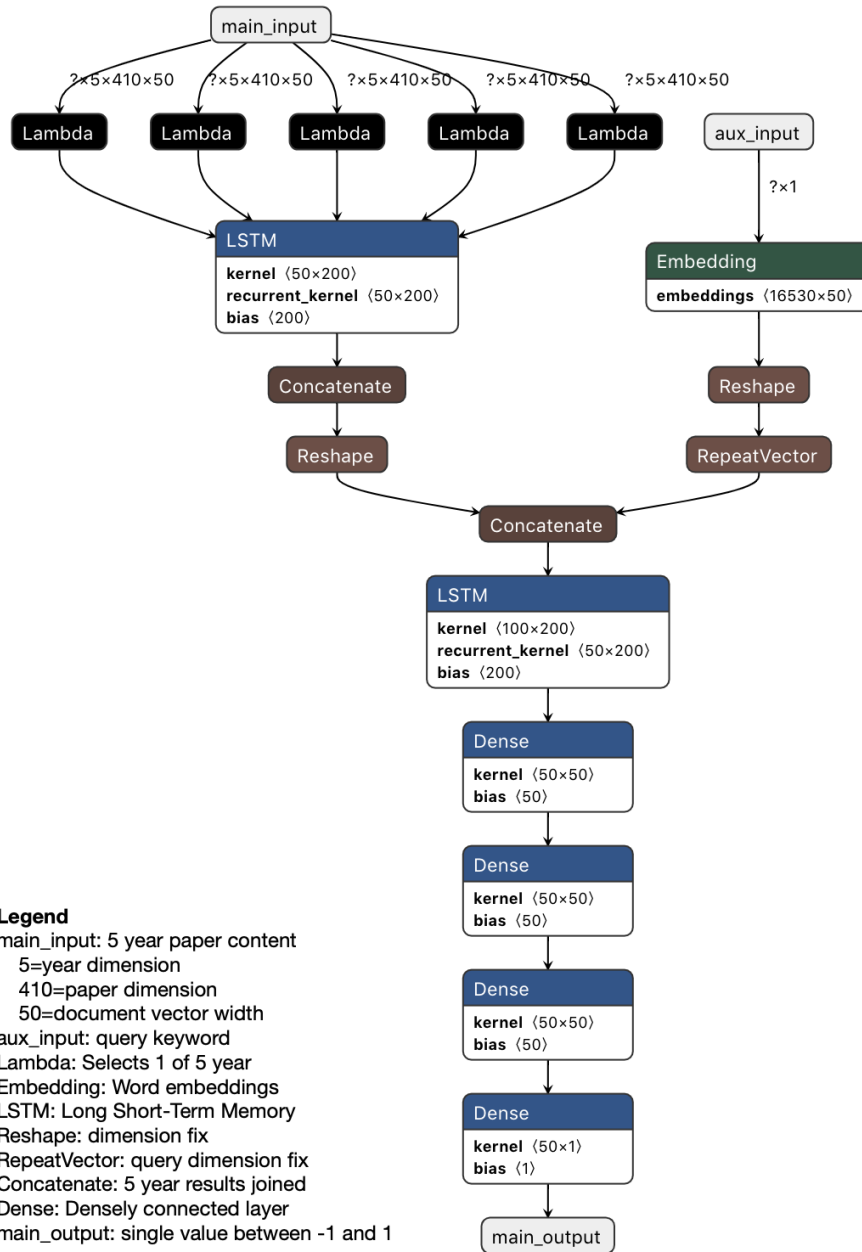 main_input
?×5×410×50 ?×5×410×50 ?×5×410×50 ?×5×410×50 ?×5×410×50
Lambda Lambda Lambda Lambda Lambda aux_input
?×1
LSTM
kernel ⟨50×200⟩
recurrent_kernel ⟨50×200⟩
bias ⟨200⟩
Embedding
embeddings ⟨16530×50⟩
Concatenate
Reshape
Reshape
RepeatVector
Concatenate
LSTM
kernel ⟨100×200⟩
recurrent_kernel ⟨50×200⟩
bias ⟨200⟩
Dense
kernel ⟨50×50⟩
bias ⟨50⟩
Dense
kernel ⟨50×50⟩
bias ⟨50⟩
Dense
kernel ⟨50×50⟩
bias ⟨50⟩
Dense
kernel ⟨50×1⟩
bias ⟨1⟩
main_output
Legend
main_input: 5 year paper content
5=year dimension
410=paper dimension
50=document vector width
aux_input: query keyword
Lambda: Selects 1 of 5 year
Embedding: Word embeddings
LSTM: Long Short-Term Memory
Reshape: dimension fix
RepeatVector: query dimension fix
Concatenate: 5 year results joined
Dense: Densely connected layer
main_output: single value between -1 and 1